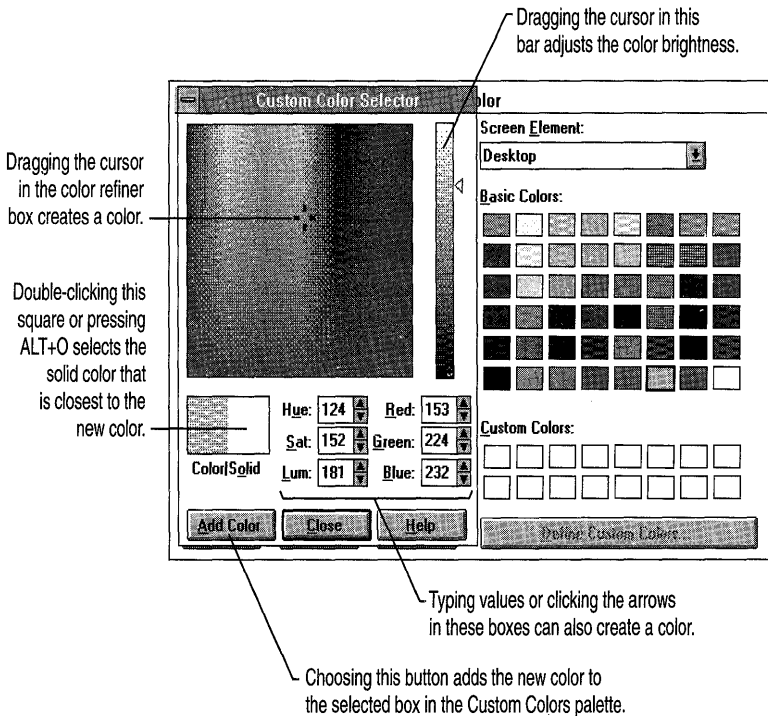 Dragging the cursor in this
bar adjusts the color brightness.
Custom Color Selector
olor
Screen Element:
Desktop
Dragging the cursor
in the color refiner
box creates a color.
Basic Colors:
Double-clicking this
square or pressing
ALT+O selects the
solid color that
is closest to the
new color.
Hue: 124 Red: 153
Sat: 152 Green: 224
Lum: 181 Blue: 232
Color|Solid
Custom Colors:
Add Color Close Help
Define Custom Colors...
Typing values or clicking the arrows
in these boxes can also create a color.
Choosing this button adds the new color to
the selected box in the Custom Colors palette.